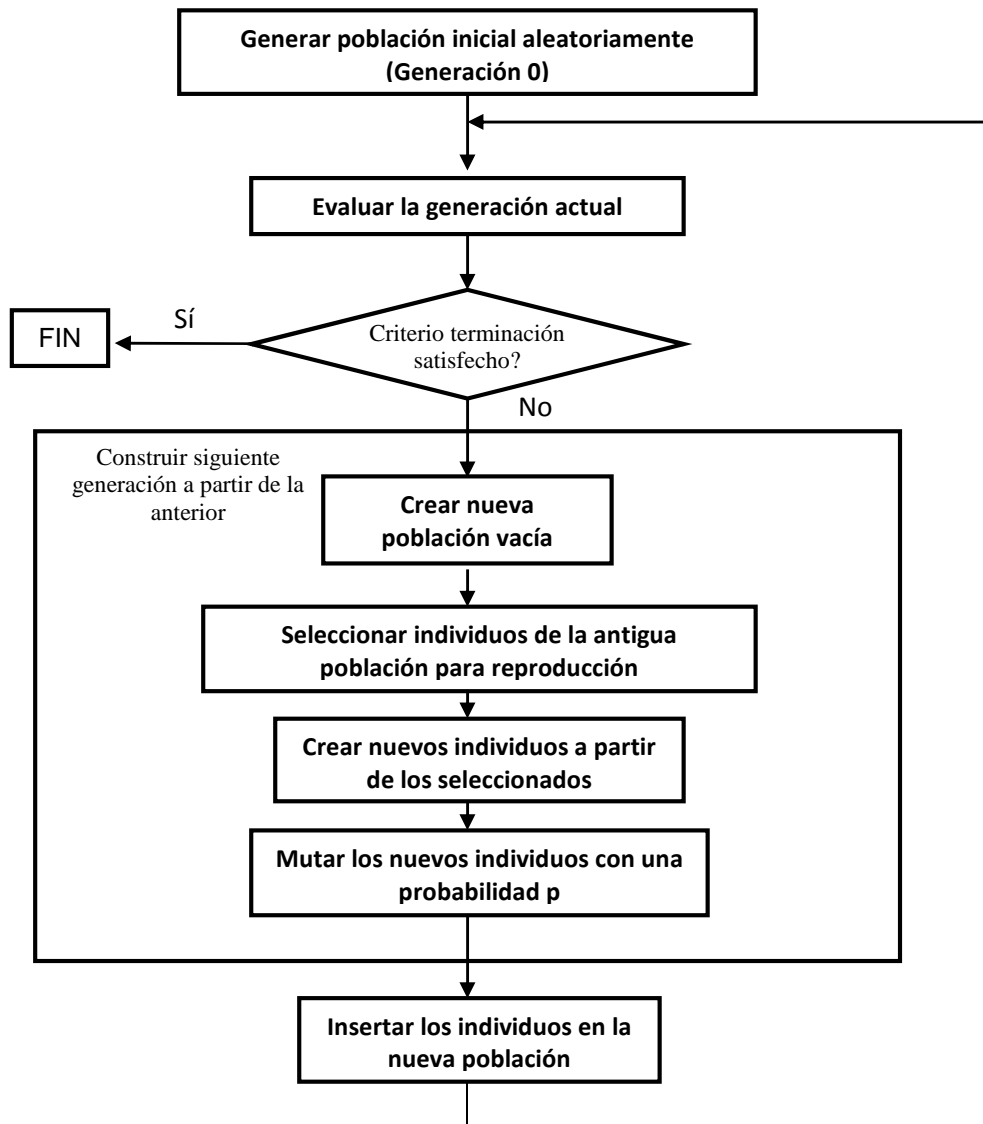 Generar población inicial aleatoriamente
(Generación 0)
Evaluar la generación actual
Criterio terminación
satisfecho?
Sí
FIN
No
Construir siguiente
generación a partir de la
anterior
Crear nueva
población vacía
Seleccionar individuos de la antigua
población para reproducción
Crear nuevos individuos a partir
de los seleccionados
Mutar los nuevos individuos con una
probabilidad p
Insertar los individuos en la
nueva población